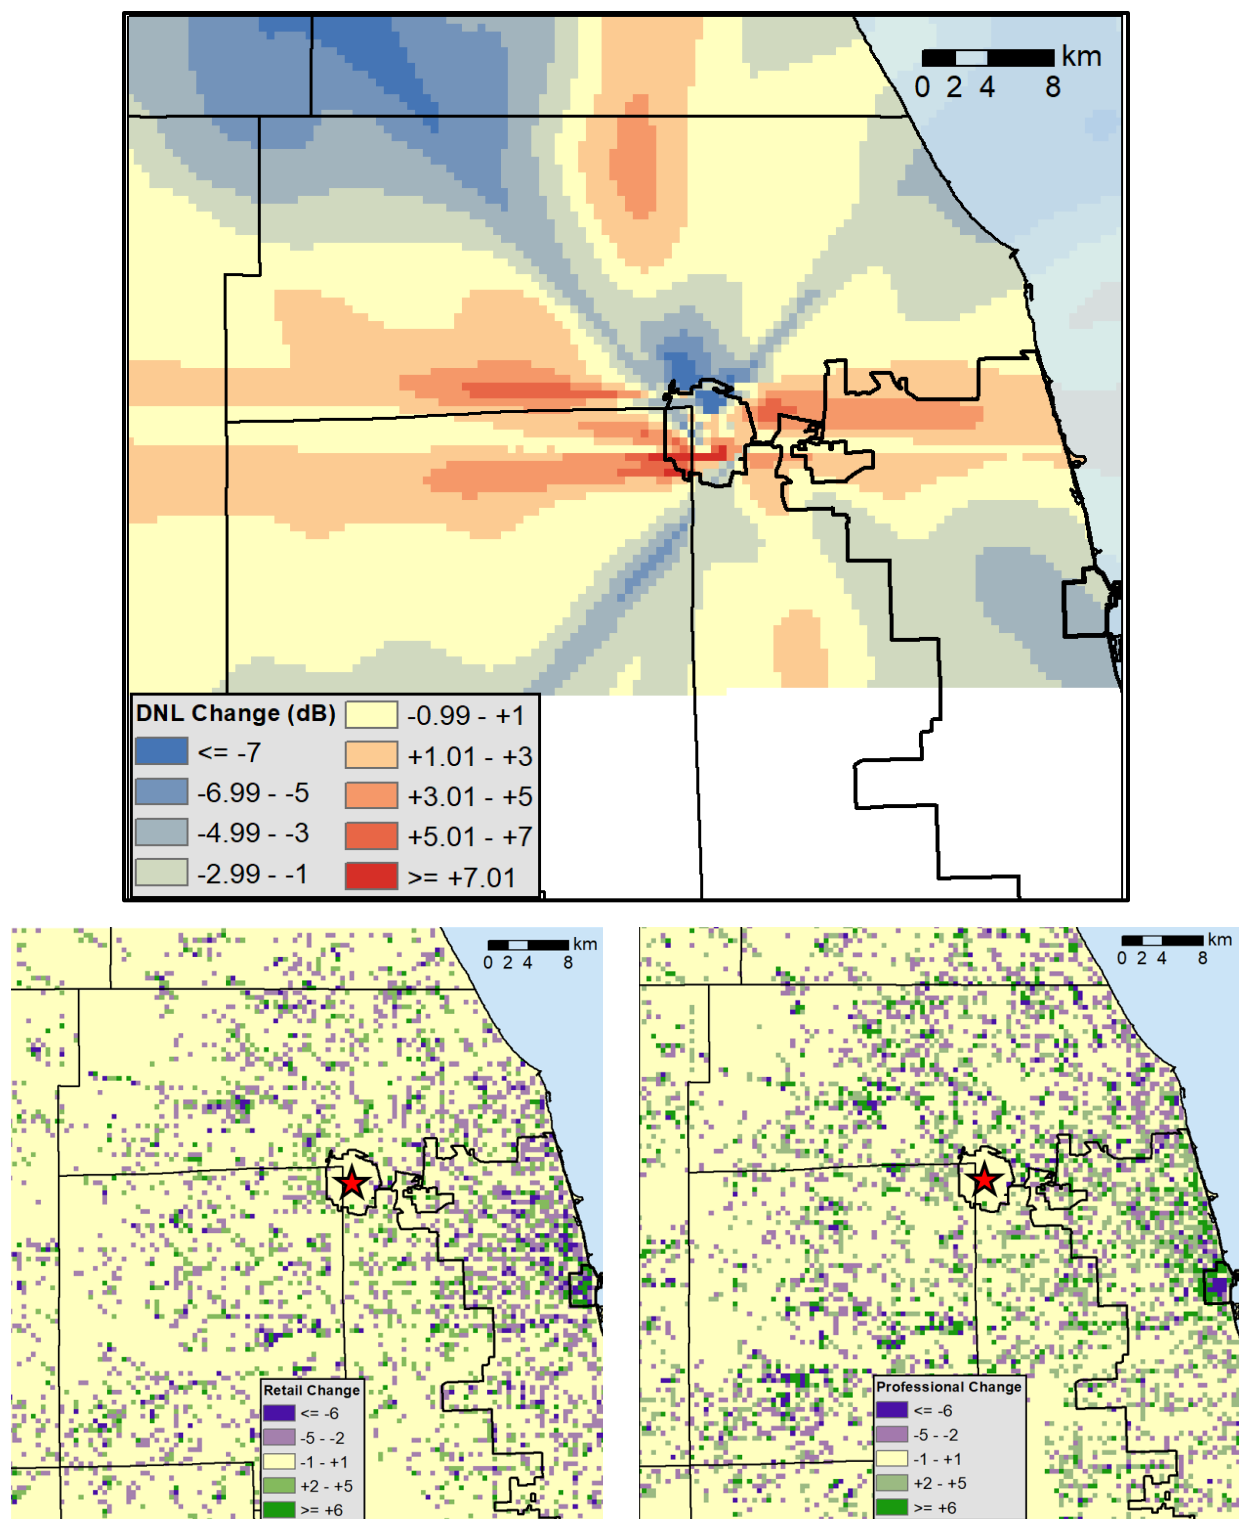 km
0 2 4 8
DNL Change (dB)
<= -7
-6.99 - -5
-4.99 - -3
-2.99 - -1
-0.99 - +1
+1.01 - +3
+3.01 - +5
+5.01 - +7
>= +7.01
km
0 2 4 8
Retail Change
<= -6
-5 - -2
-1 - +1
+2 - +5
>= +6
km
0 2 4 8
Professional Change
<= -6
-5 - -2
-1 - +1
+2 - +5
>= +6